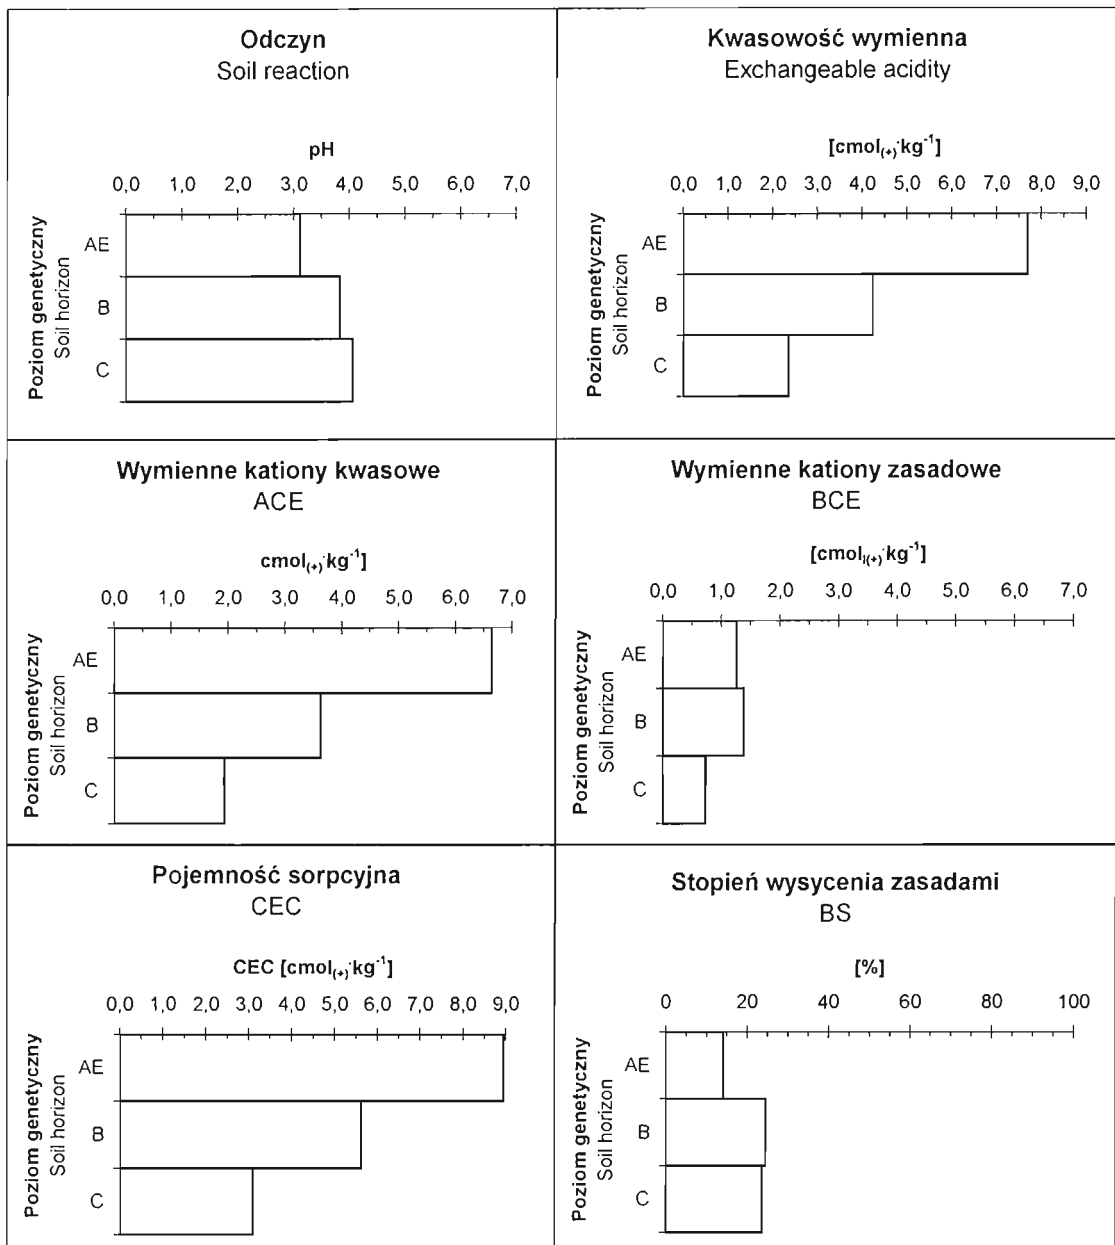 Odczyn
Soil reaction
pH
0,0 1,0 2,0 3,0 4,0 5,0 6,0 7,0
Poziom genetyczny
Soil horizon
AE
B
C
Kwasowość wymienna
Exchangeable acidity
[cmol(+)·kg-1]
0,0 1,0 2,0 3,0 4,0 5,0 6,0 7,0 8,0 9,0
Poziom genetyczny
Soil horizon
AE
B
C
Wymienne kationy kwasowe
ACE
cmol(+)·kg-1]
0,0 1,0 2,0 3,0 4,0 5,0 6,0 7,0
Poziom genetyczny
Soil horizon
AE
B
C
Wymienne kationy zasadowe
BCE
[cmol|(+)·kg-1]
0,0 1,0 2,0 3,0 4,0 5,0 6,0 7,0
Poziom genetyczny
Soil horizon
AE
B
C
Pojemność sorpcyjna
CEC
CEC [cmol(+)·kg-1]
0,0 1,0 2,0 3,0 4,0 5,0 6,0 7,0 8,0 9,0
Poziom genetyczny
Soil horizon
AE
B
C
Stopień wysycenia zasadami
BS
[%]
0 20 40 60 80 100
Poziom genetyczny
Soil horizon
AE
B
C